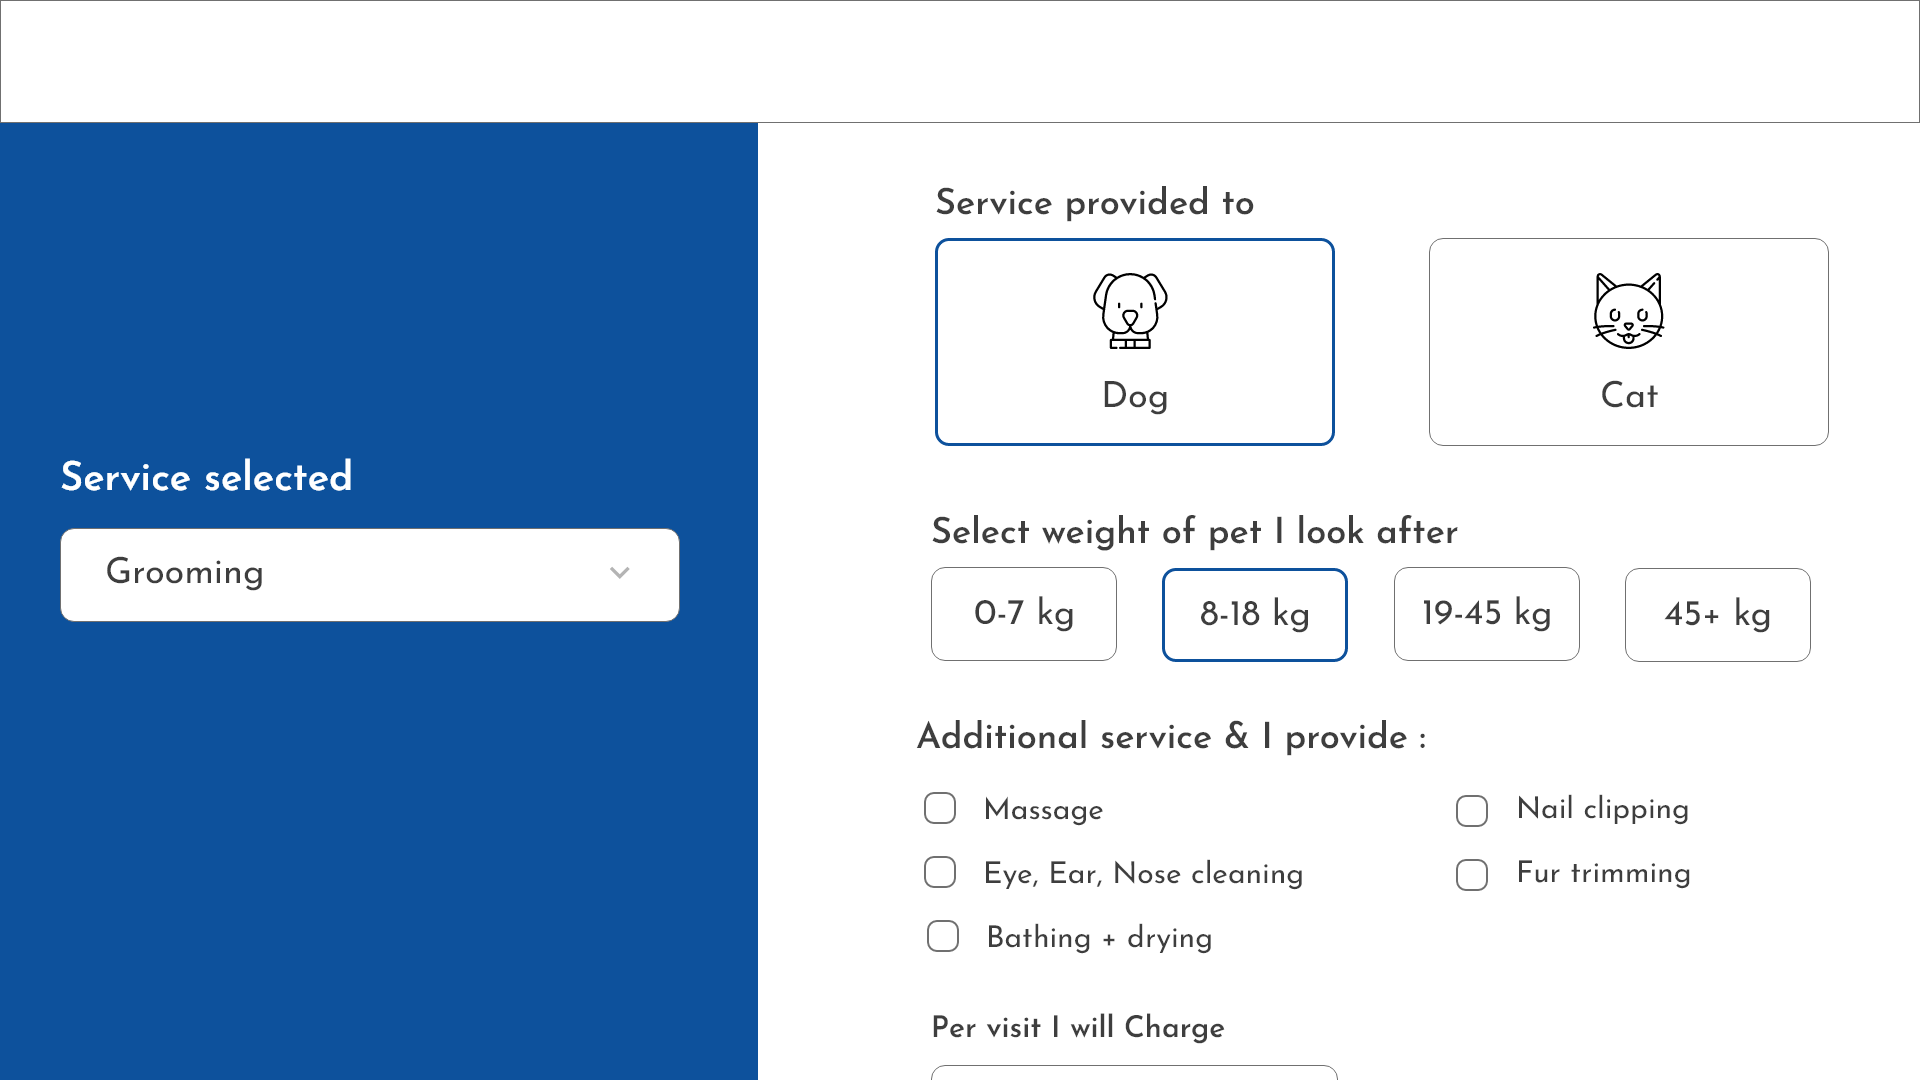 Service selected
Grooming
Service provided to
Dog
Cat
Select weight of pet I look after
0-7 kg
8-18 kg
19-45 kg
45+ kg
Additional service & I provide :
Massage
Nail clipping
Eye, Ear, Nose cleaning
Fur trimming
Bathing + drying
Per visit I will Charge